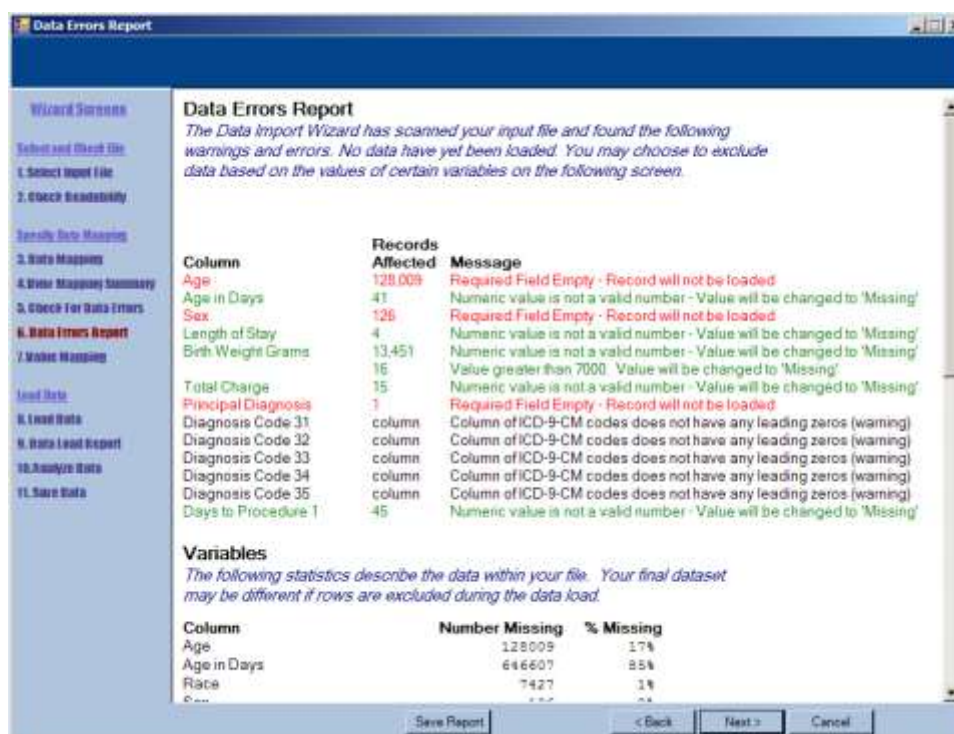 Data Errors Report
Wizard Screens
Select and Check File
1. Select Input File
2. Check Readability
Specify Data Mapping
3. Data Mapping
4. Data Mapping Summary
5. Check For Data Errors
6. Data Errors Report
7. Value Mapping
Load Data
8. Load Data
9. Data Load Report
10. Analyze Data
11. Save Data
Data Errors Report
The Data Import Wizard has scanned your input file and found the following
warnings and errors. No data have yet been loaded. You may choose to exclude
data based on the values of certain variables on the following screen.
Records
Column Affected Message
Age 128,009 Required Field Empty - Record will not be loaded
Age in Days 41 Numeric value is not a valid number - Value will be changed to 'Missing'
Sex 126 Required Field Empty - Record will not be loaded
Length of Stay 4 Numeric value is not a valid number - Value will be changed to 'Missing'
Birth Weight Grams 13,451 Numeric value is not a valid number - Value will be changed to 'Missing'
16 Value greater than 7000. Value will be changed to 'Missing'
Total Charge 15 Numeric value is not a valid number - Value will be changed to 'Missing'
Principal Diagnosis 1 Required Field Empty - Record will not be loaded
Diagnosis Code 31 column Column of ICD-9-CM codes does not have any leading zeros (warning)
Diagnosis Code 32 column Column of ICD-9-CM codes does not have any leading zeros (warning)
Diagnosis Code 33 column Column of ICD-9-CM codes does not have any leading zeros (warning)
Diagnosis Code 34 column Column of ICD-9-CM codes does not have any leading zeros (warning)
Diagnosis Code 35 column Column of ICD-9-CM codes does not have any leading zeros (warning)
Days to Procedure 1 45 Numeric value is not a valid number - Value will be changed to 'Missing'
Variables
The following statistics describe the data within your file. Your final dataset
may be different if rows are excluded during the data load.
Column Number Missing % Missing
Age 128009 17%
Age in Days 646607 85%
Race 7427 1%
Save Report < Back Next > Cancel